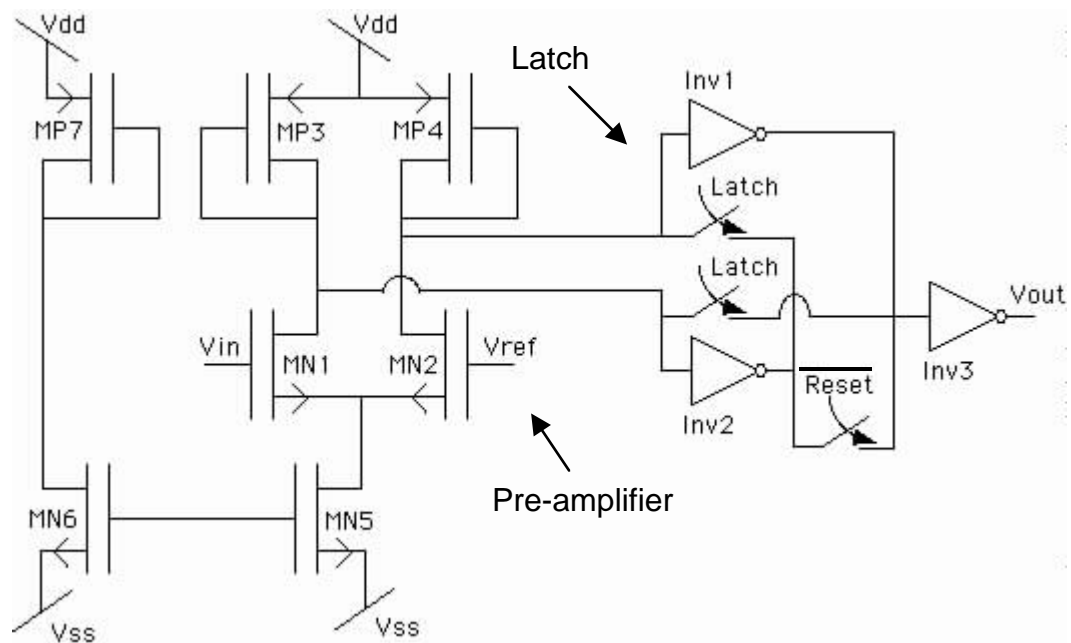 Vdd
Vdd
Latch
Inv1
MP7
MP3
MP4
Latch
Latch
Vout
Vin
MN1
MN2
Vref
Reset
Inv3
Inv2
Pre-amplifier
MN6
MN5
Vss
Vss